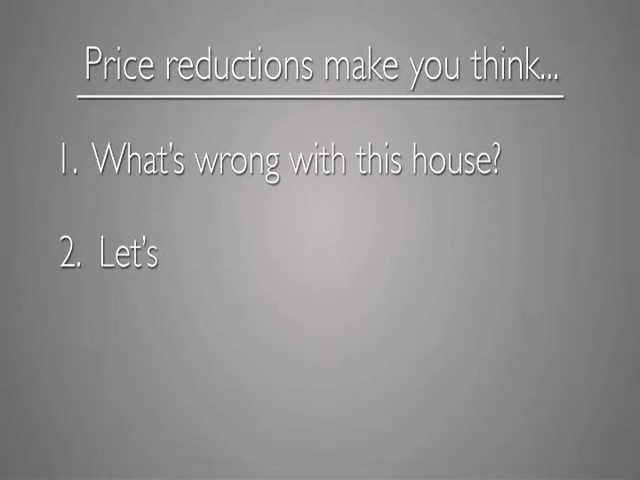 Price reductions make you think...
1. What's wrong with this house?
2. Let's